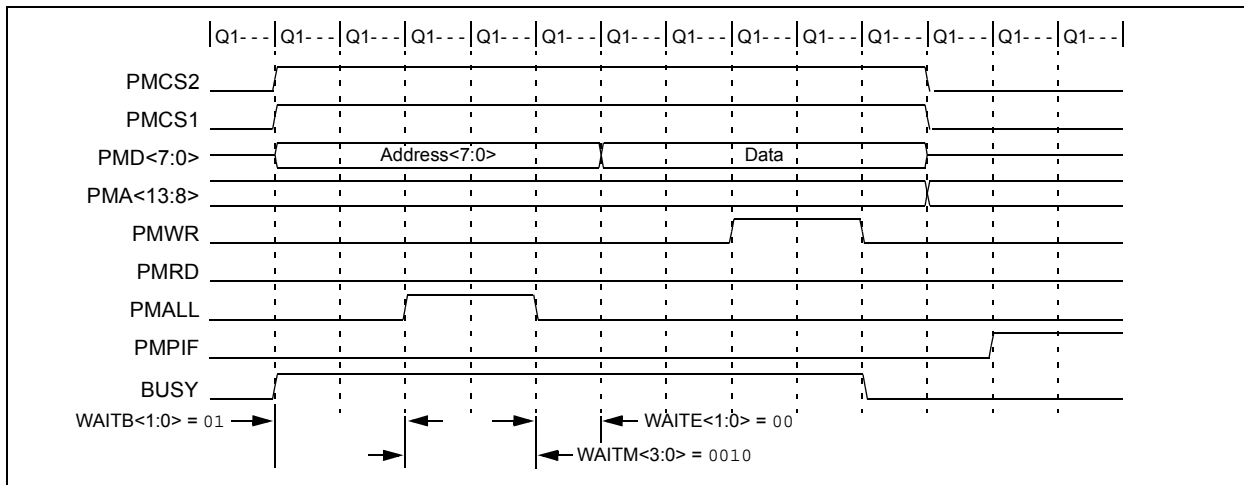 Q1- - - Q1- - - Q1- - - Q1- - - Q1- - - Q1- - - Q1- - - Q1- - - Q1- - - Q1- - - Q1- - - Q1- - - Q1- - - Q1- - -
PMCS2
PMCS1
PMD<7:0> Address<7:0> Data
PMA<13:8>
PMWR
PMRD
PMALL
PMPIF
BUSY
WAITB<1:0> = 01 WAITE<1:0> = 00
WAITM<3:0> = 0010